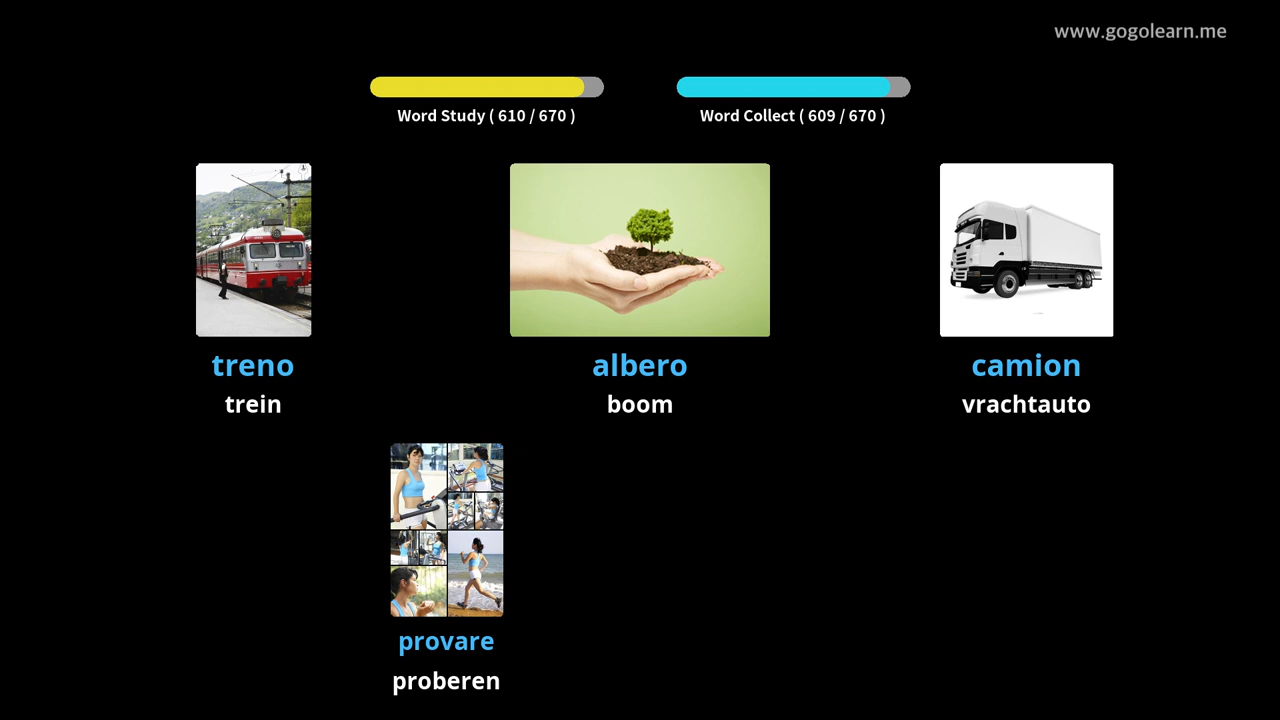 www.gogolearn.me
Word Study ( 610 / 670 )
Word Collect ( 609 / 670 )
treno
trein
albero
boom
camion
vrachtauto
provare
proberen